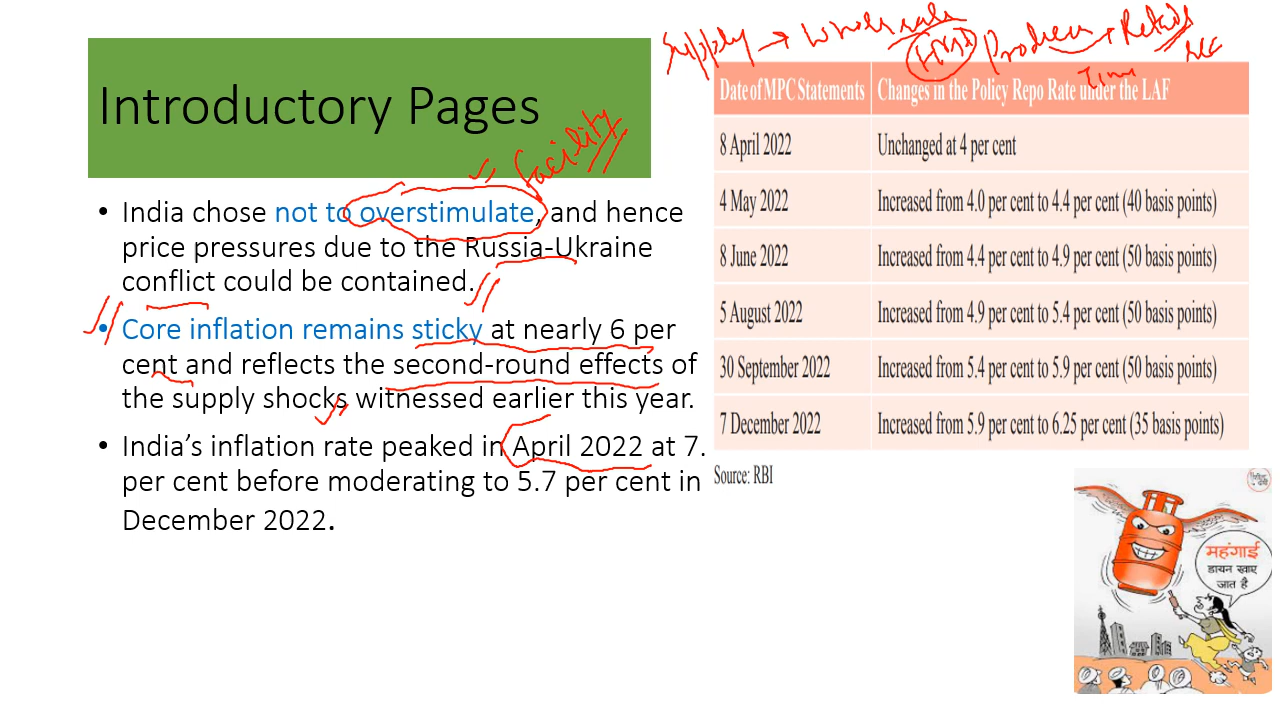 Supply → Wholesale
First
Producer → Retail
Time
Introductory Pages
facility
• India chose not to overstimulate, and hence
price pressures due to the Russia-Ukraine
conflict could be contained.
• Core inflation remains sticky at nearly 6 per
cent and reflects the second-round effects of
the supply shocks witnessed earlier this year.
• India’s inflation rate peaked in April 2022 at 7.
per cent before moderating to 5.7 per cent in
December 2022.
Date of MPC Statements Changes in the Policy Repo Rate under the LAF
8 April 2022 Unchanged at 4 per cent
4 May 2022 Increased from 4.0 per cent to 4.4 per cent (40 basis points)
8 June 2022 Increased from 4.4 per cent to 4.9 per cent (50 basis points)
5 August 2022 Increased from 4.9 per cent to 5.4 per cent (50 basis points)
30 September 2022 Increased from 5.4 per cent to 5.9 per cent (50 basis points)
7 December 2022 Increased from 5.9 per cent to 6.25 per cent (35 basis points)
Source: RBI
महंगाई
डायन खाए
जात है